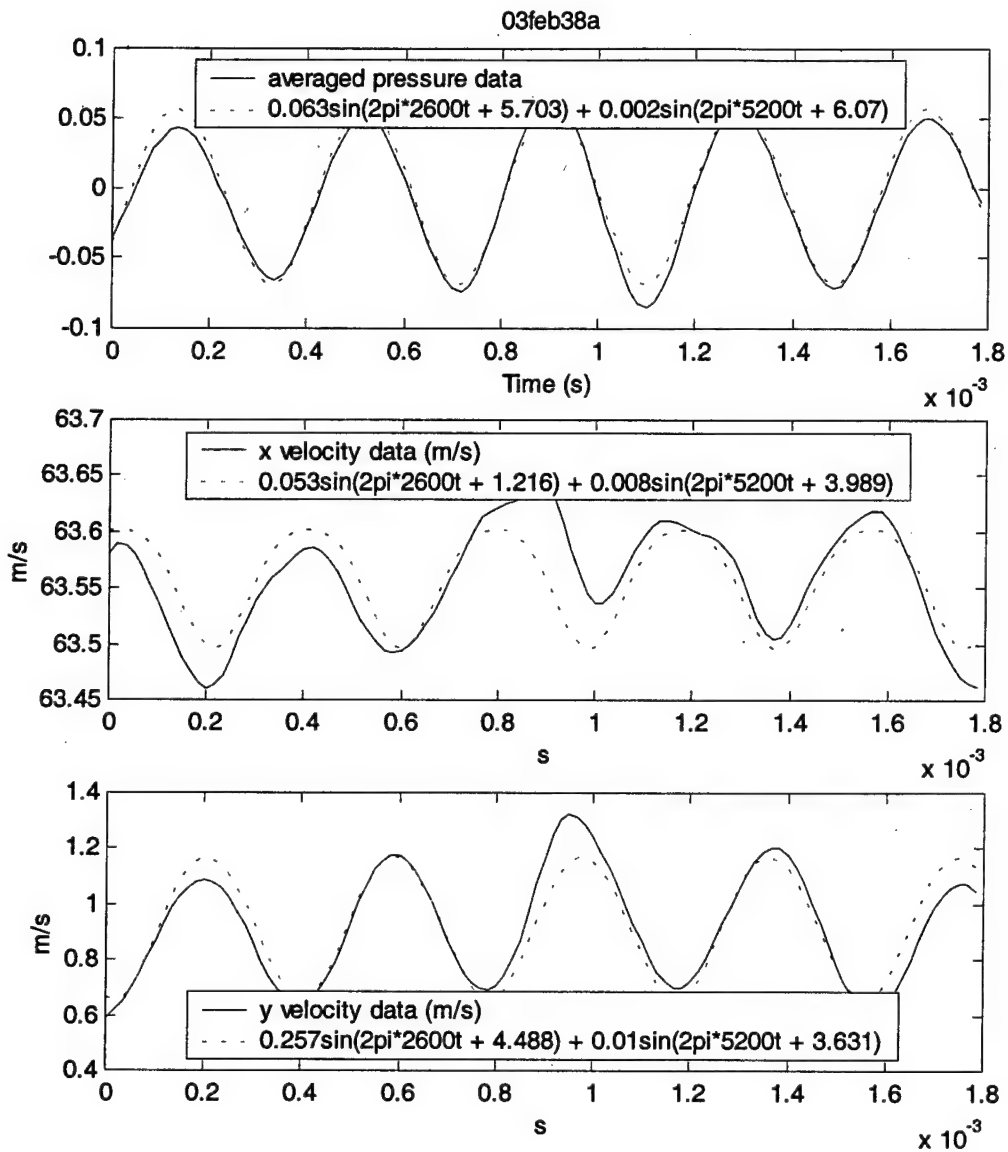 03feb38a
0.1
0.05
0
-0.05
-0.1
averaged pressure data
0.063sin(2pi*2600t + 5.703) + 0.002sin(2pi*5200t + 6.07)
0 0.2 0.4 0.6 0.8 1 1.2 1.4 1.6 1.8
Time (s)
x 10⁻³
63.7
63.65
63.6
63.55
63.5
63.45
m/s
x velocity data (m/s)
0.053sin(2pi*2600t + 1.216) + 0.008sin(2pi*5200t + 3.989)
0 0.2 0.4 0.6 0.8 1 1.2 1.4 1.6 1.8
s
x 10⁻³
1.4
1.2
1
0.8
0.6
0.4
m/s
y velocity data (m/s)
0.257sin(2pi*2600t + 4.488) + 0.01sin(2pi*5200t + 3.631)
0 0.2 0.4 0.6 0.8 1 1.2 1.4 1.6 1.8
s
x 10⁻³